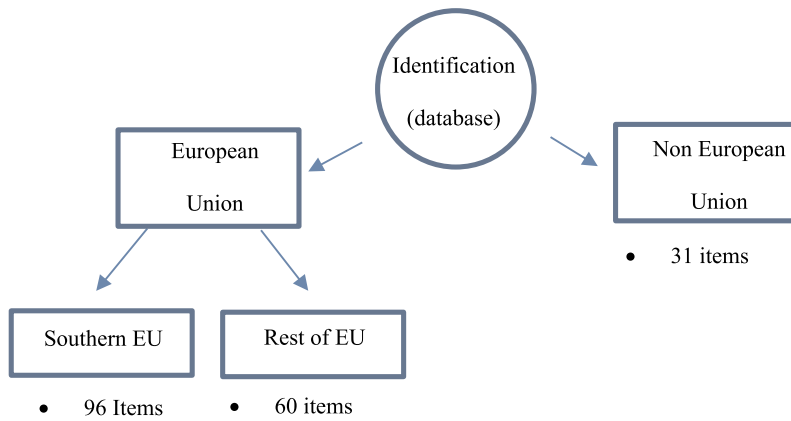 Identification
(database)
European
Union
Non European
Union
• 31 items
Southern EU
Rest of EU
• 96 Items
• 60 items